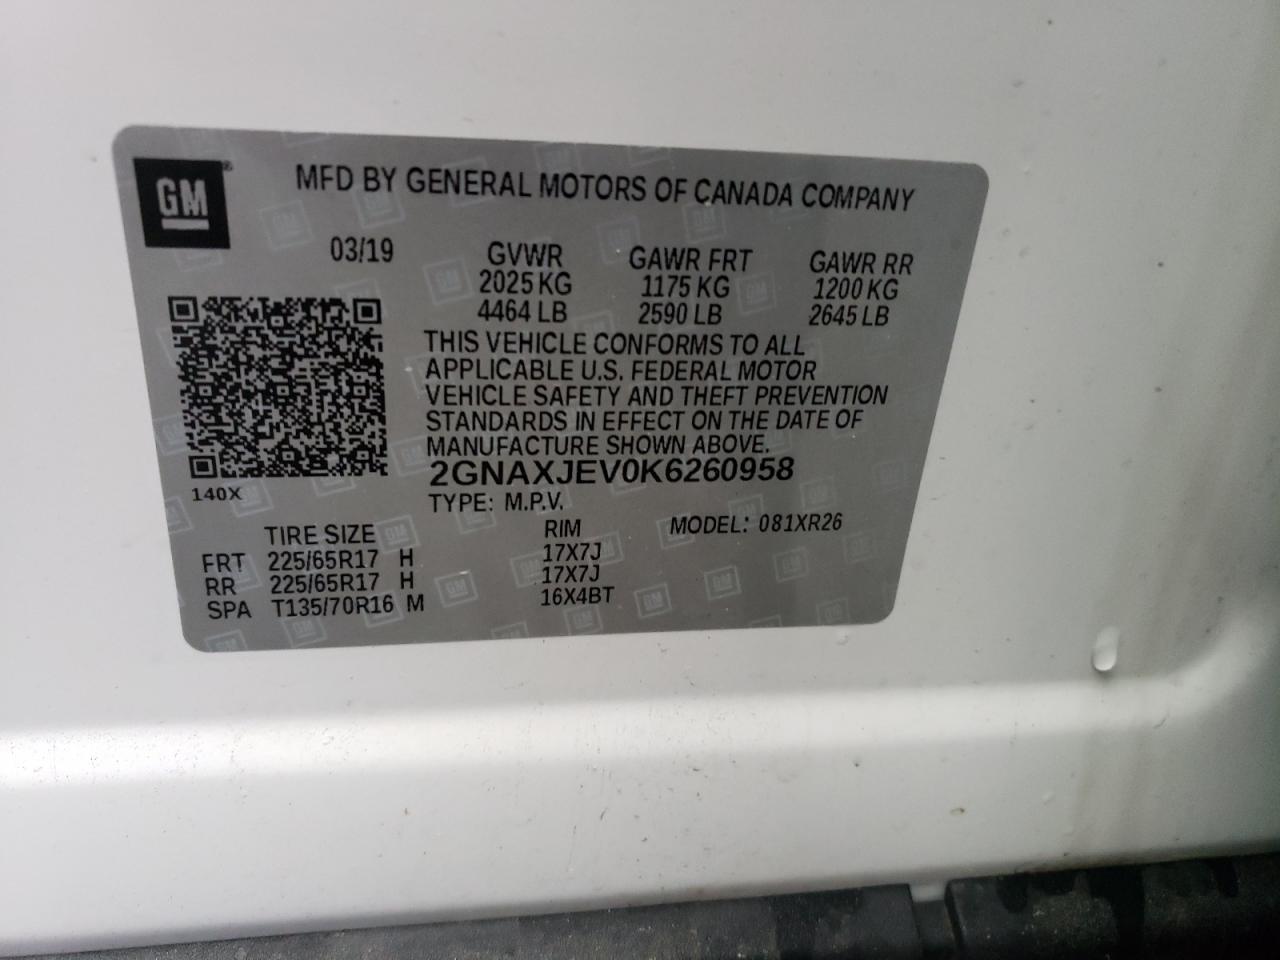 GM®
MFD BY GENERAL MOTORS OF CANADA COMPANY
03/19 GVWR GAWR FRT GAWR RR
2025 KG 1175 KG 1200 KG
4464 LB 2590 LB 2645 LB
THIS VEHICLE CONFORMS TO ALL
APPLICABLE U.S. FEDERAL MOTOR
VEHICLE SAFETY AND THEFT PREVENTION
STANDARDS IN EFFECT ON THE DATE OF
MANUFACTURE SHOWN ABOVE.
2GNAXJEV0K6260958
140X
TYPE: M.P.V.
TIRE SIZE RIM MODEL: 081XR26
FRT 225/65R17 H 17X7J
RR 225/65R17 H 17X7J
SPA T135/70R16 M 16X4BT